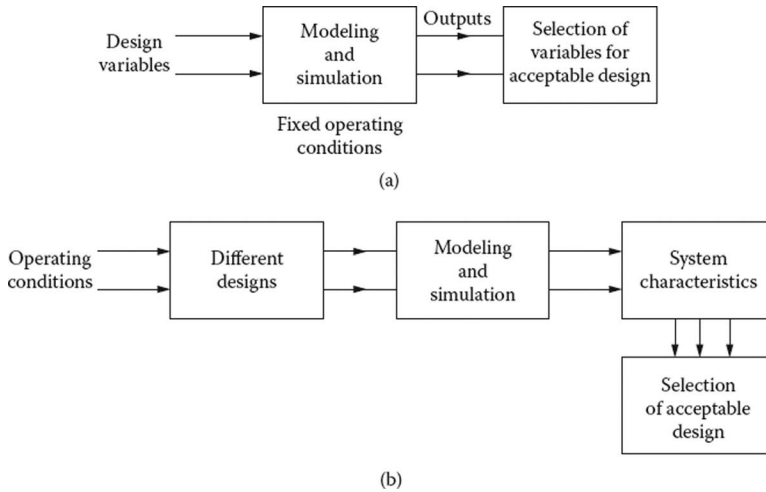 Design
variables
Modeling
and
simulation
Outputs
Selection of
variables for
acceptable design
Fixed operating
conditions
(a)
Operating
conditions
Different
designs
Modeling
and
simulation
System
characteristics
Selection
of acceptable
design
(b)